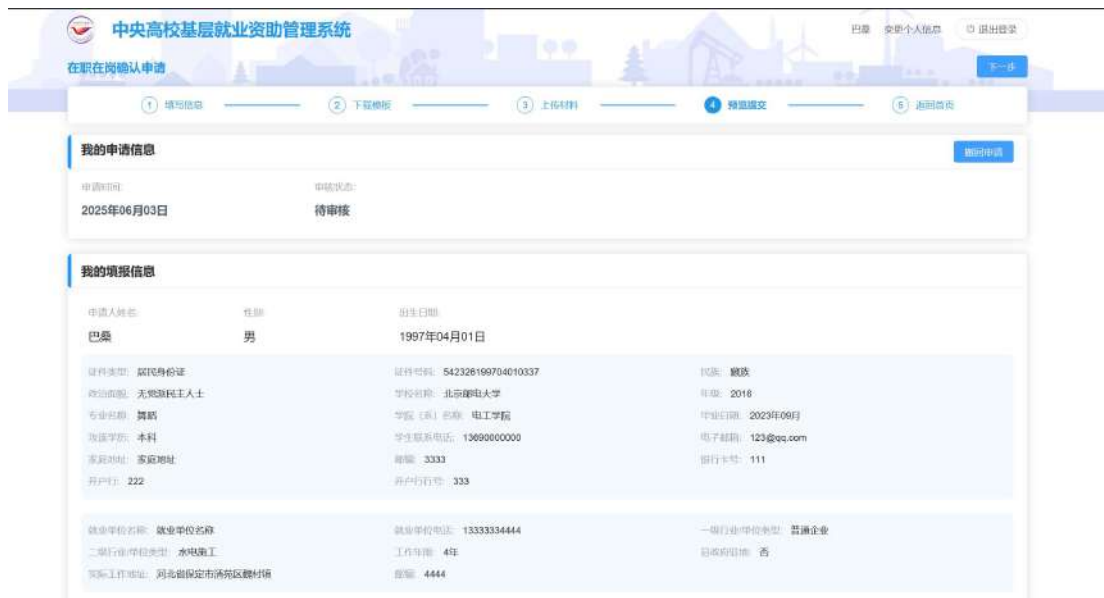 中央高校基层就业资助管理系统
巴桑 变更个人信息 退出登录
在职在岗确认申请 下一步
1 填写信息 2 下载模板 3 上传材料 4 预览提交 5 返回首页
我的申请信息 撤回申请
申请时间: 审核状态:
2025年06月03日 待审核
我的填报信息
申请人姓名: 性别: 出生日期:
巴桑 男 1997年04月01日
证件类型: 居民身份证 证件号码: 542326199704010337 民族: 藏族
政治面貌: 无党派民主人士 学校名称: 北京邮电大学 年级: 2016
专业名称: 舞蹈 学院(系)名称: 电工学院 毕业日期: 2023年09月
攻读学历: 本科 学生联系电话: 13690000000 电子邮箱: 123@qq.com
家庭地址: 家庭地址 邮编: 3333 银行卡号: 111
开户行: 222 开户行行号: 333
就业单位名称: 就业单位名称 就业单位电话: 13333334444 一级行业/单位类型: 普通企业
二级行业/单位类型: 水电施工 工作年限: 4年 县政府驻地: 否
实际工作地址: 河北省保定市清苑区魏村镇 邮编: 4444